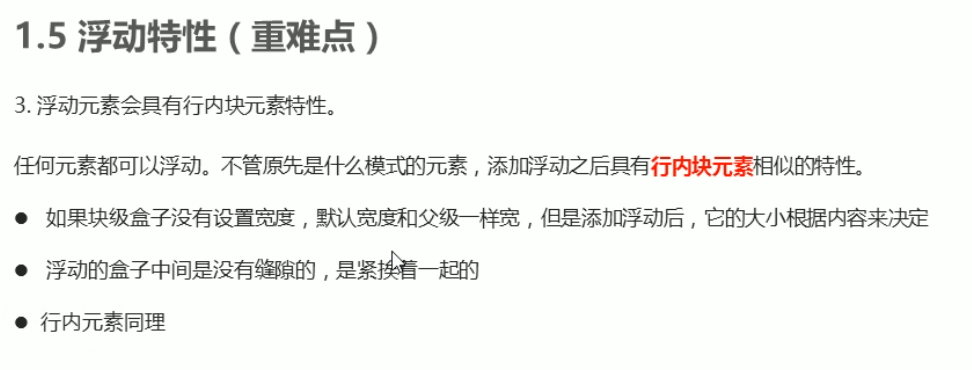 1.5 浮动特性（重难点）
3. 浮动元素会具有行内块元素特性。
任何元素都可以浮动。不管原先是什么模式的元素，添加浮动之后具有行内块元素相似的特性。
● 如果块级盒子没有设置宽度，默认宽度和父级一样宽，但是添加浮动后，它的大小根据内容来决定
● 浮动的盒子中间是没有缝隙的，是紧挨着一起的
● 行内元素同理